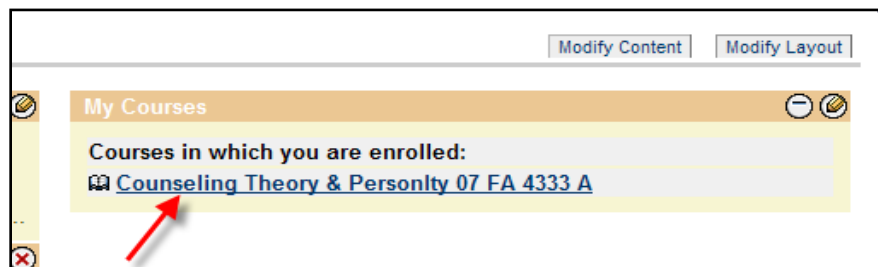 Modify Content Modify Layout
My Courses
Courses in which you are enrolled:
Counseling Theory & Personlty 07 FA 4333 A
--